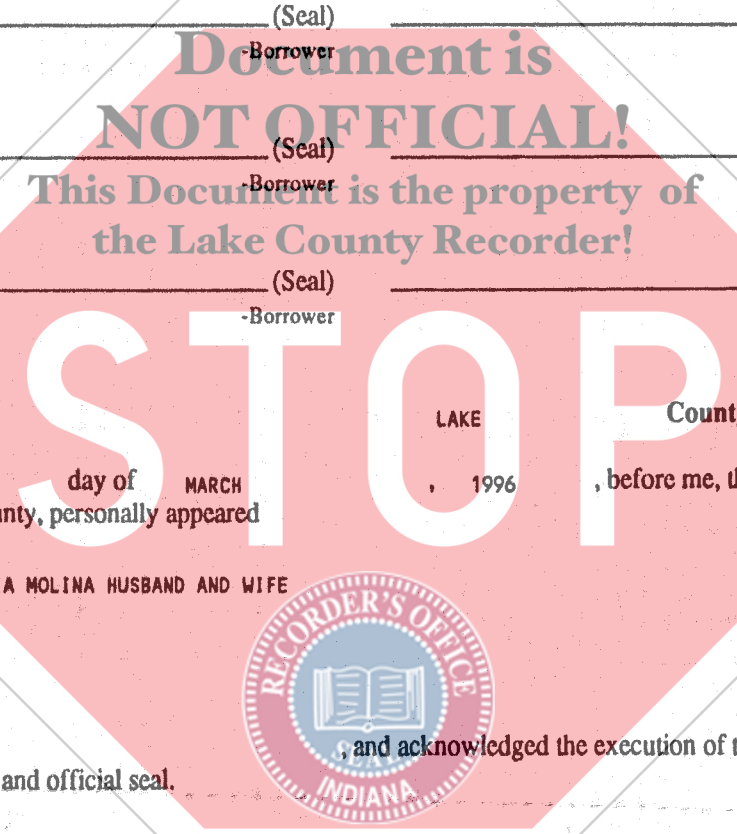 (Seal)
-Borrower
Document is
NOT OFFICIAL!
(Seal)
-Borrower
This Document is the property of
the Lake County Recorder!
(Seal)
-Borrower
STOP
LAKE Count
day of MARCH , 1996 , before me, t
nty, personally appeared
A MOLINA HUSBAND AND WIFE
RECORDER'S OFFICE
SEAL
INDIANA
, and acknowledged the execution of t
and official seal.